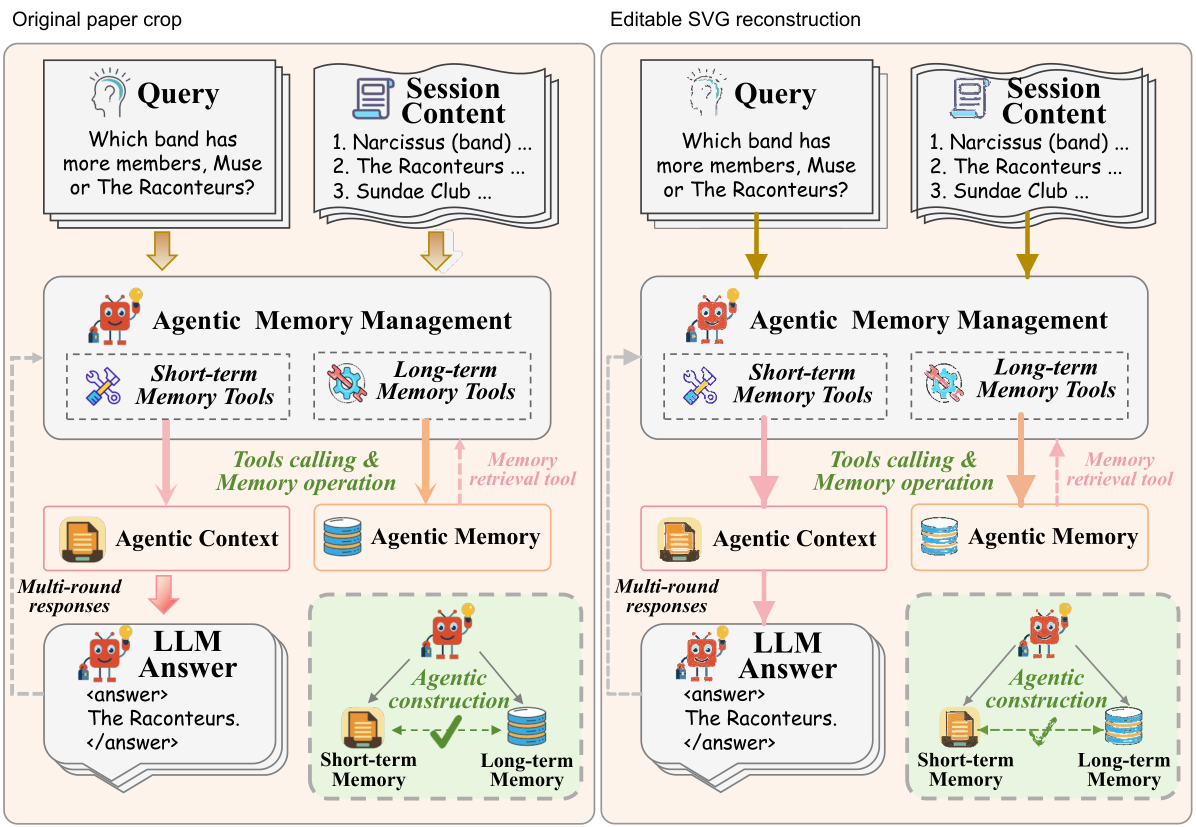 Original paper crop
Query
Which band has
more members, Muse
or The Raconteurs?
Session
Content
1. Narcissus (band) ...
2. The Raconteurs ...
3. Sundae Club ...
Agentic  Memory Management
Short-term
Memory Tools
Long-term
Memory Tools
Tools calling &
Memory operation
Memory
retrieval tool
Agentic Context
Agentic Memory
Multi-round
responses
LLM
Answer
<answer>
The Raconteurs.
</answer>
Agentic
construction
Short-term
Memory
Long-term
Memory
Editable SVG reconstruction
Query
Which band has
more members, Muse
or The Raconteurs?
Session
Content
1. Narcissus (band) ...
2. The Raconteurs ...
3. Sundae Club ...
Agentic  Memory Management
Short-term
Memory Tools
Long-term
Memory Tools
Tools calling &
Memory operation
Memory
retrieval tool
Agentic Context
Agentic Memory
Multi-round
responses
LLM
Answer
<answer>
The Raconteurs.
</answer>
Agentic
construction
Short-term
Memory
Long-term
Memory